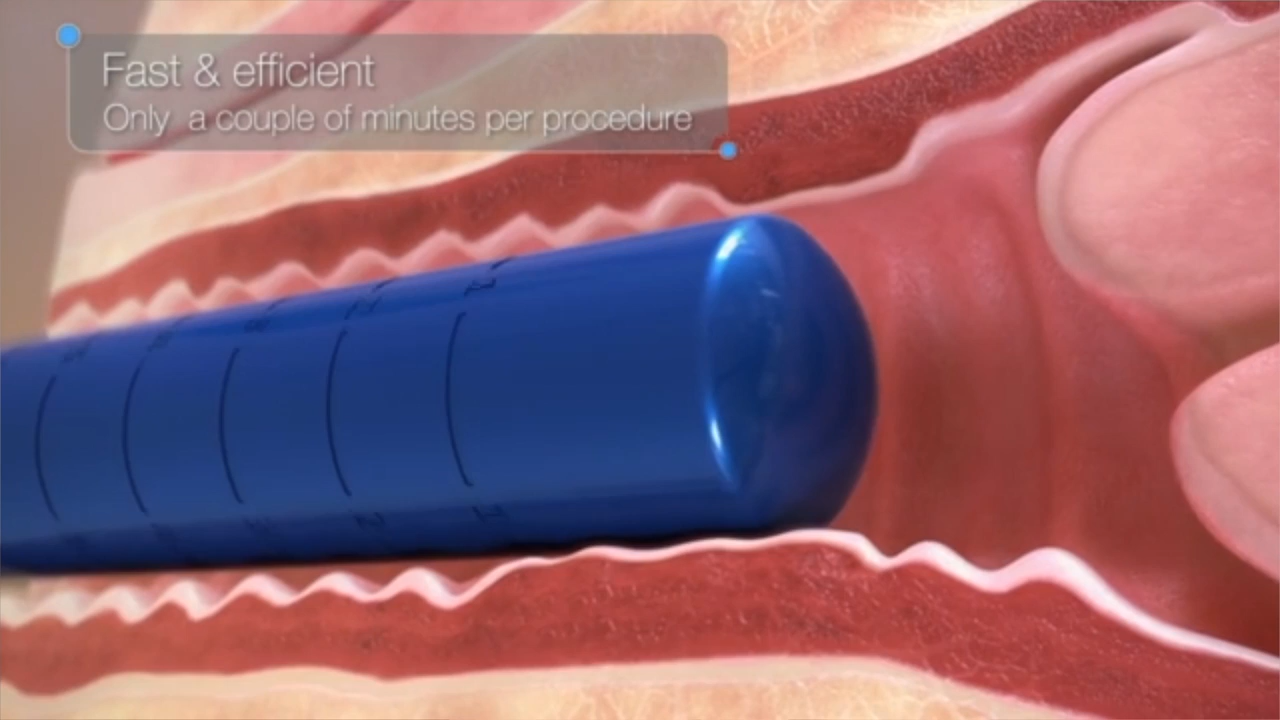 Fast & efficient
Only a couple of minutes per procedure